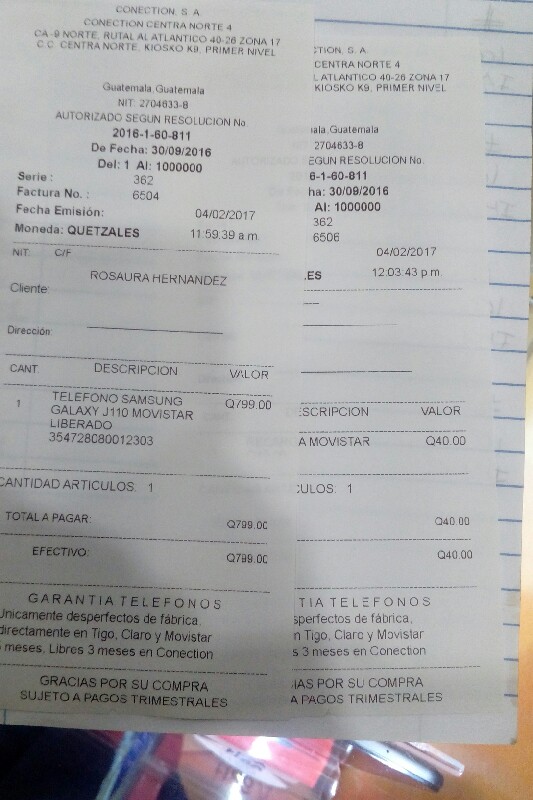 CONECTION, S. A.
CONECTION CENTRA NORTE 4
CA-9 NORTE, RUTAL AL ATLANTICO 40-26 ZONA 17
C.C. CENTRA NORTE, KIOSKO K9, PRIMER NIVEL
Guatemala, Guatemala
NIT: 2704633-8
AUTORIZADO SEGUN RESOLUCION No.
2016-1-60-811
De Fecha: 30/09/2016
Del: 1 Al: 1000000
Serie : 362
Factura No. : 6504
Fecha Emisión: 04/02/2017
Moneda: QUETZALES 11:59:39 a.m.
NIT: C/F
ROSAURA HERNANDEZ
Cliente:
Dirección:
CANT. DESCRIPCION VALOR
1 TELEFONO SAMSUNG Q799.00
GALAXY J110 MOVISTAR
LIBERADO
354728080012303
CANTIDAD ARTICULOS: 1
TOTAL A PAGAR: Q799.00
EFECTIVO: Q799.00
GARANTIA TELEFONOS
Unicamente desperfectos de fábrica,
directamente en Tigo, Claro y Movistar
meses, Libres 3 meses en Conection
GRACIAS POR SU COMPRA
SUJETO A PAGOS TRIMESTRALES
CTION, S. A.
CENTRA NORTE 4
L ATLANTICO 40-26 ZONA 17
KIOSKO K9, PRIMER NIVEL
ala, Guatemala
2704633-8
EGUN RESOLUCION No.
6-1-60-811
ha: 30/09/2016
Al: 1000000
362
6506
04/02/2017
LES 12:03:43 p.m.
ESCRIPCION VALOR
A MOVISTAR Q40.00
CULOS: 1
Q40.00
Q40.00
TIA TELEFONOS
sperfectos de fábrica,
n Tigo, Claro y Movistar
s 3 meses en Conection
IAS POR SU COMPRA
A PAGOS TRIMESTRALES